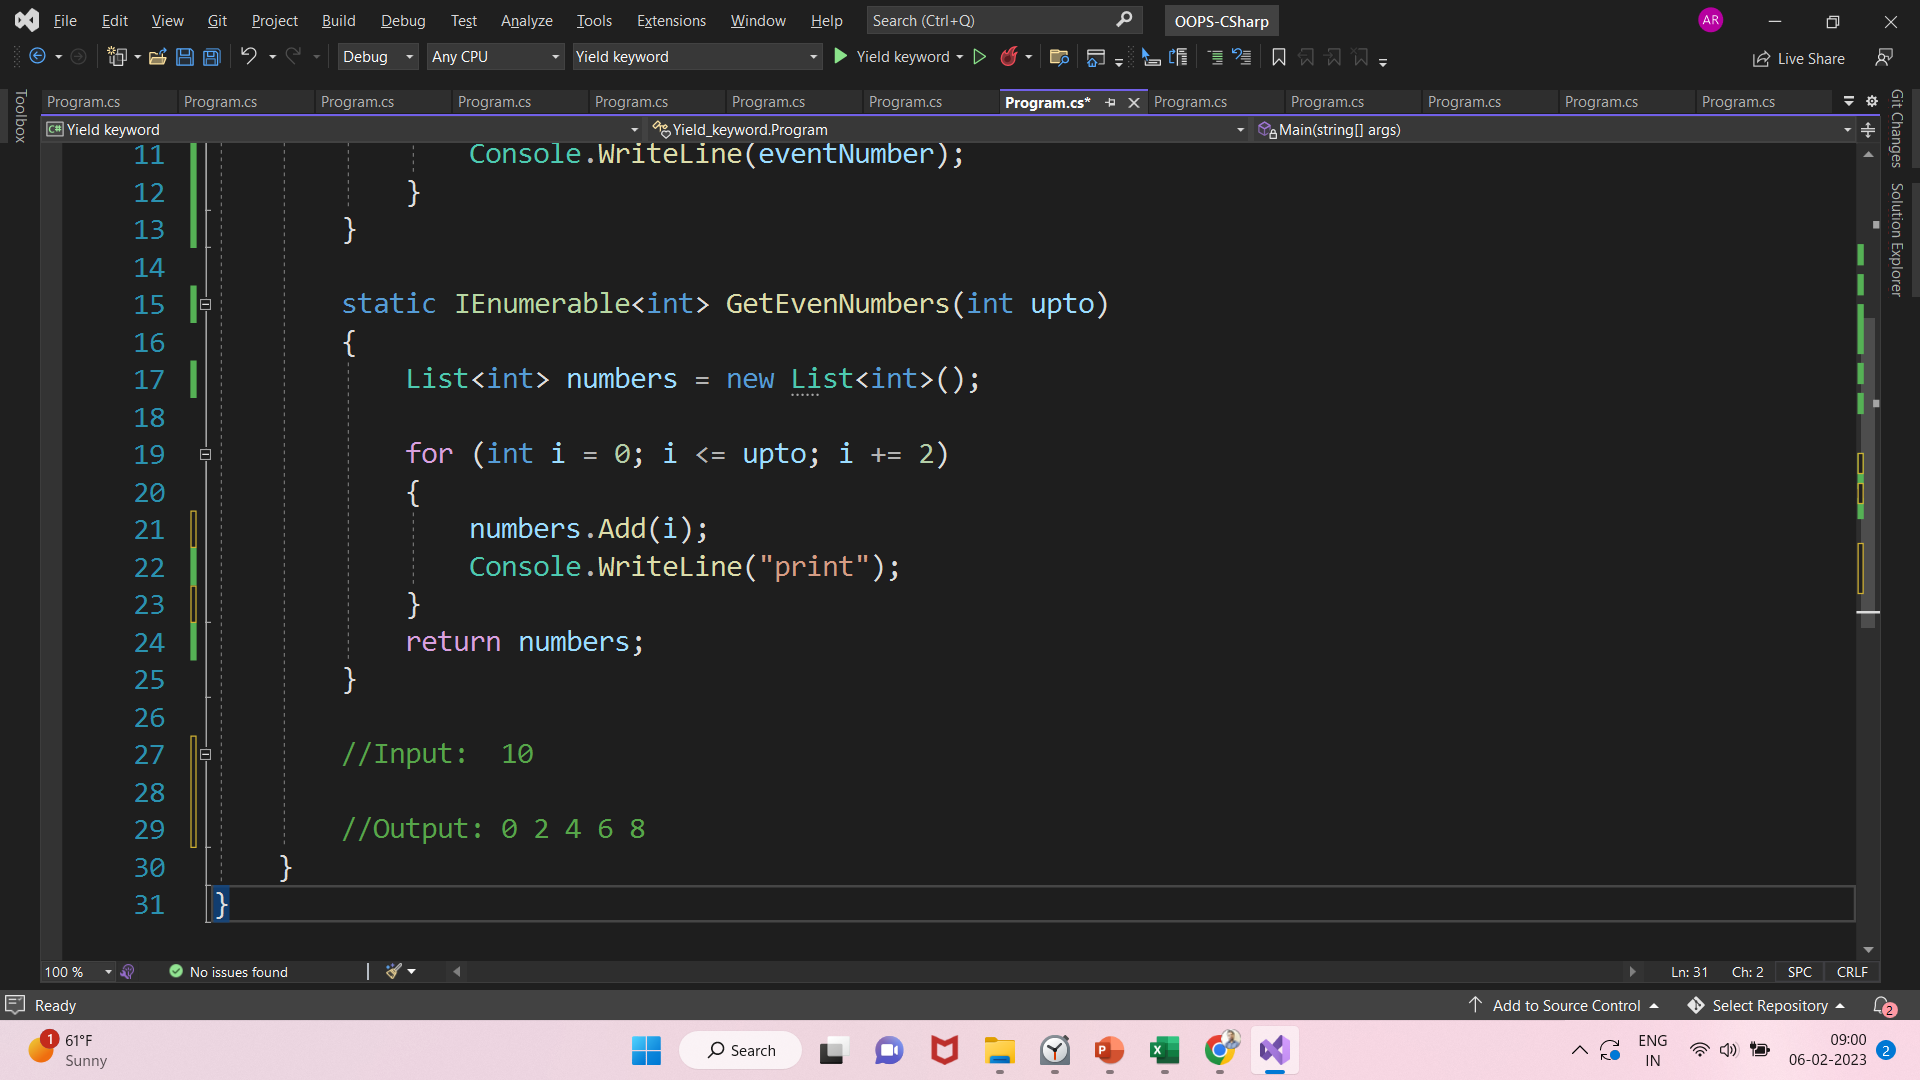 File Edit View Git Project Build Debug Test Analyze Tools Extensions Window Help Search (Ctrl+Q) OOPS-CSharp AR
Debug Any CPU Yield keyword Yield keyword Live Share
Program.cs Program.cs Program.cs Program.cs Program.cs Program.cs Program.cs Program.cs* Program.cs Program.cs Program.cs Program.cs Program.cs
Toolbox
Git Changes
Solution Explorer
C# Yield keyword Yield_keyword.Program Main(string[] args)
11 Console.WriteLine(eventNumber);
12 }
13 }
14
15 static IEnumerable<int> GetEvenNumbers(int upto)
16 {
17 List<int> numbers = new List<int>();
18
19 for (int i = 0; i <= upto; i += 2)
20 {
21 numbers.Add(i);
22 Console.WriteLine("print");
23 }
24 return numbers;
25 }
26
27 //Input:  10
28
29 //Output: 0 2 4 6 8
30 }
31 }
100 % No issues found Ln: 31 Ch: 2 SPC CRLF
Ready Add to Source Control Select Repository 2
1 61°F
Sunny
Search
ENG
IN
09:00
06-02-2023
2